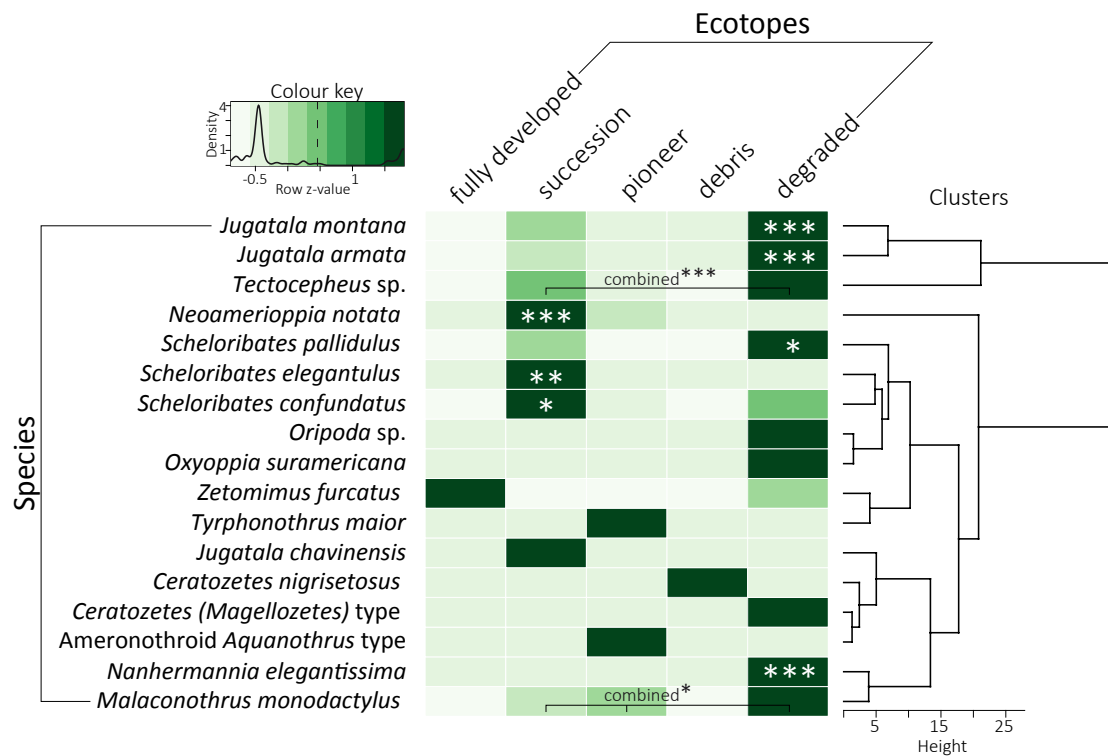 Ecotopes
Colour key
Density
4
1
-0.5
1
Row z-value
fully developed
succession
pioneer
debris
degraded
Clusters
Species
Jugatala montana
***
Jugatala armata
***
Tectocepheus sp.
combined***
Neoamerioppia notata
***
Scheloribates pallidulus
*
Scheloribates elegantulus
**
Scheloribates confundatus
*
Oripoda sp.
Oxyoppia suramericana
Zetomimus furcatus
Tyrphonothrus maior
Jugatala chavinensis
Ceratozetes nigrisetosus
Ceratozetes (Magellozetes) type
Ameronothroid Aquanothrus type
Nanhermannia elegantissima
***
Malaconothrus monodactylus
combined*
5
15
25
Height